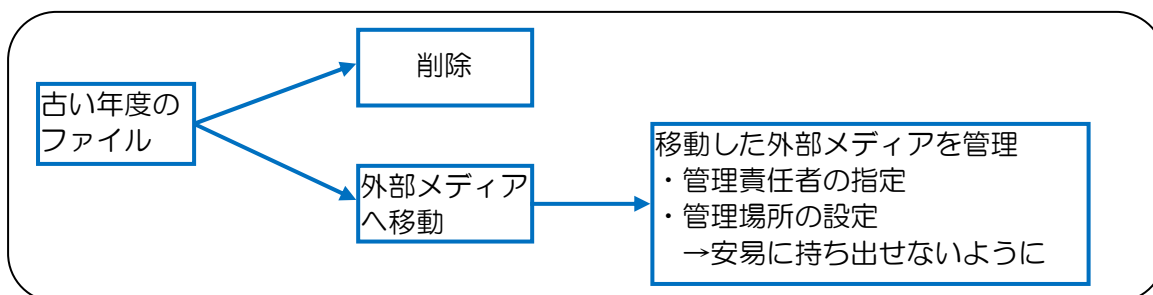 削除
古い年度の
ファイル
外部メディア
へ移動
移動した外部メディアを管理
・管理責任者の指定
・管理場所の設定
→安易に持ち出せないように